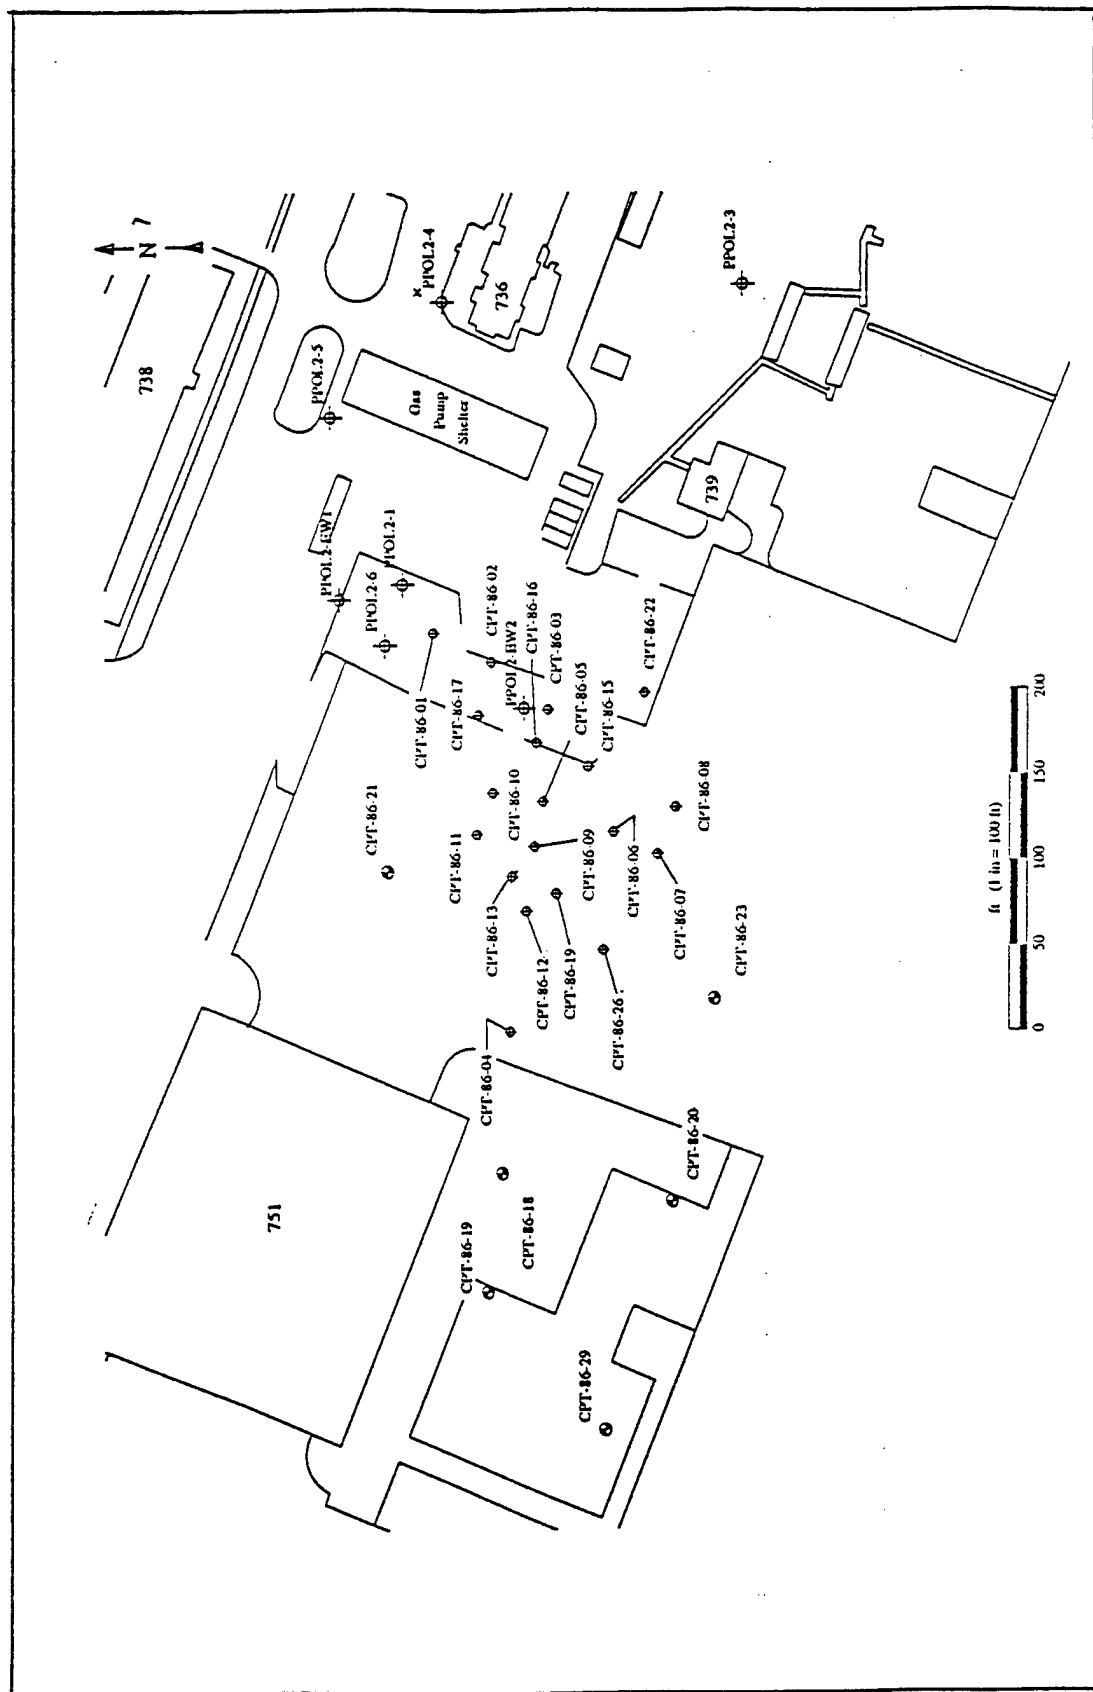 N
7
738
PPOL2-5
PPOL2-4
736
Gas
Pump
Shelter
PPOL2-3
PPOL2-EW1
PPOL2-1
PPOL2-6
CPT-86-02
CPT-86-16
PPOL2-EW2
CPT-86-03
CPT-86-05
CPT-86-15
CPT-86-22
739
CPT-86-01
CPT-86-17
CPT-86-21
CPT-86-11
CPT-86-10
CPT-86-09
CPT-86-06
CPT-86-08
CPT-86-07
CPT-86-13
CPT-86-12
CPT-86-19
CPT-86-26
CPT-86-23
CPT-86-04
751
CPT-86-19
CPT-86-18
CPT-86-20
CPT-86-29
0 50 100 150 200
ft (1 in = 100 ft)